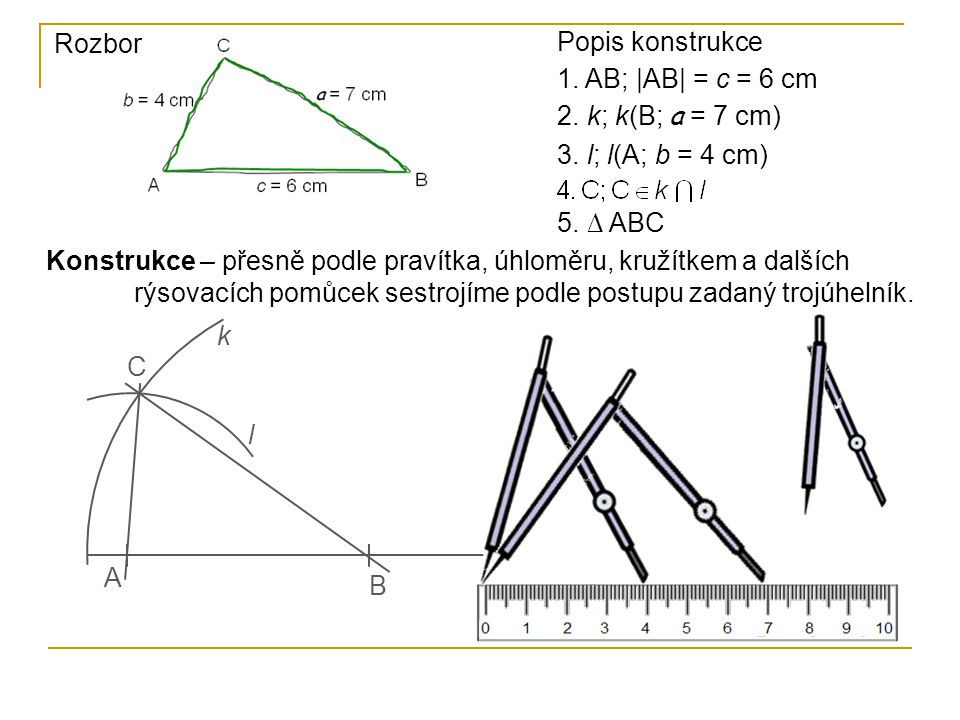 Rozbor
C
b = 4 cm
a = 7 cm
A
c = 6 cm
B
Popis konstrukce
1. AB; |AB| = c = 6 cm
2. k; k(B; a = 7 cm)
3. l; l(A; b = 4 cm)
4. C; C ∈ k ⋂ l
5. Δ ABC
Konstrukce – přesně podle pravítka, úhloměru, kružítkem a dalších
rýsovacích pomůcek sestrojíme podle postupu zadaný trojúhelník.
k
C
l
A
B
0 1 2 3 4 5 6 7 8 9 10